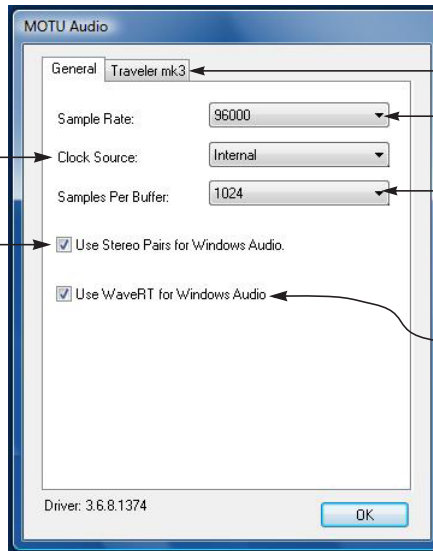 MOTU Audio
General Traveler mk3
Sample Rate: 96000
Clock Source: Internal
Samples Per Buffer: 1024
Use Stereo Pairs for Windows Audio.
Use WaveRT for Windows Audio
Driver: 3.6.8.1374
OK